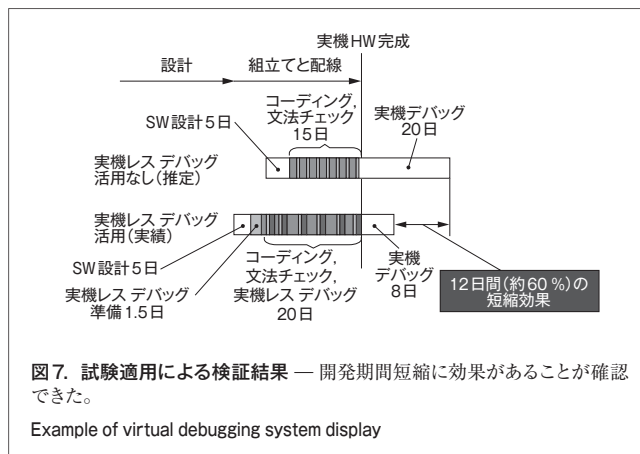 実機HW完成
設計
組立てと配線
コーディング,
文法チェック
15日
実機デバッグ
20日
SW設計5日
実機レス デバッグ
活用なし(推定)
実機レス デバッグ
活用(実績)
SW設計5日
実機レス デバッグ
準備1.5日
コーディング,
文法チェック,
実機レス デバッグ
20日
実機
デバッグ
8日
12日間(約60 %)の
短縮効果
図7. 試験適用による検証結果 — 開発期間短縮に効果があることが確認
できた。
Example of virtual debugging system display